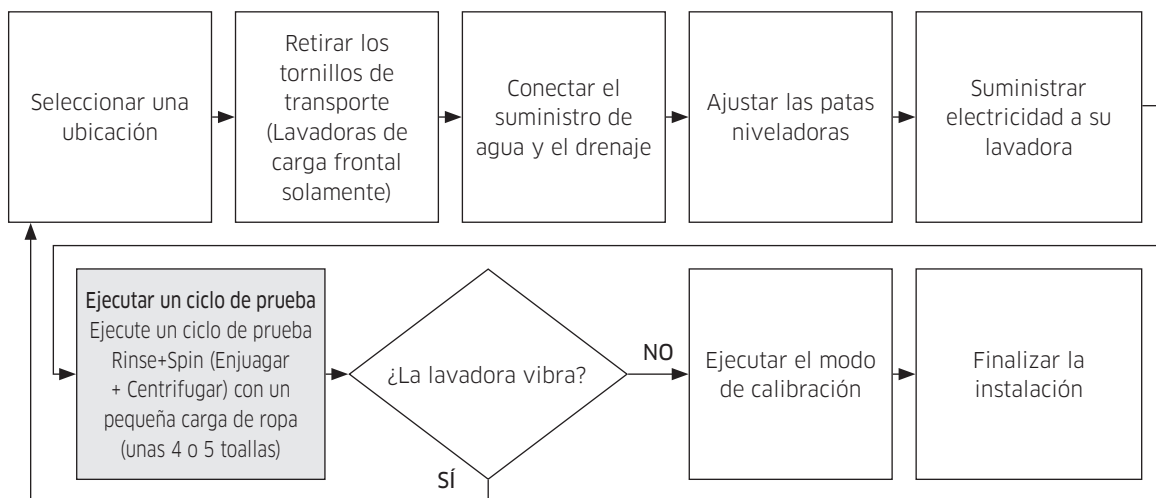 Seleccionar una
ubicación
Retirar los
tornillos de
transporte
(Lavadoras de
carga frontal
solamente)
Conectar el
suministro de
agua y el drenaje
Ajustar las patas
niveladoras
Suministrar
electricidad a su
lavadora
Ejecutar un ciclo de prueba
Ejecute un ciclo de prueba
Rinse+Spin (Enjuagar
+ Centrifugar) con un
pequeña carga de ropa
(unas 4 o 5 toallas)
¿La lavadora vibra?
NO
SÍ
Ejecutar el modo
de calibración
Finalizar la
instalación